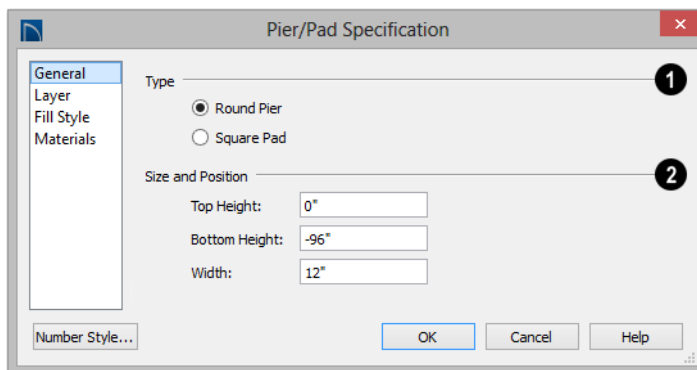 Pier/Pad Specification
General
Layer
Fill Style
Materials
Type
1
Round Pier
Square Pad
Size and Position
2
Top Height: 0"
Bottom Height: -96"
Width: 12"
Number Style... OK Cancel Help